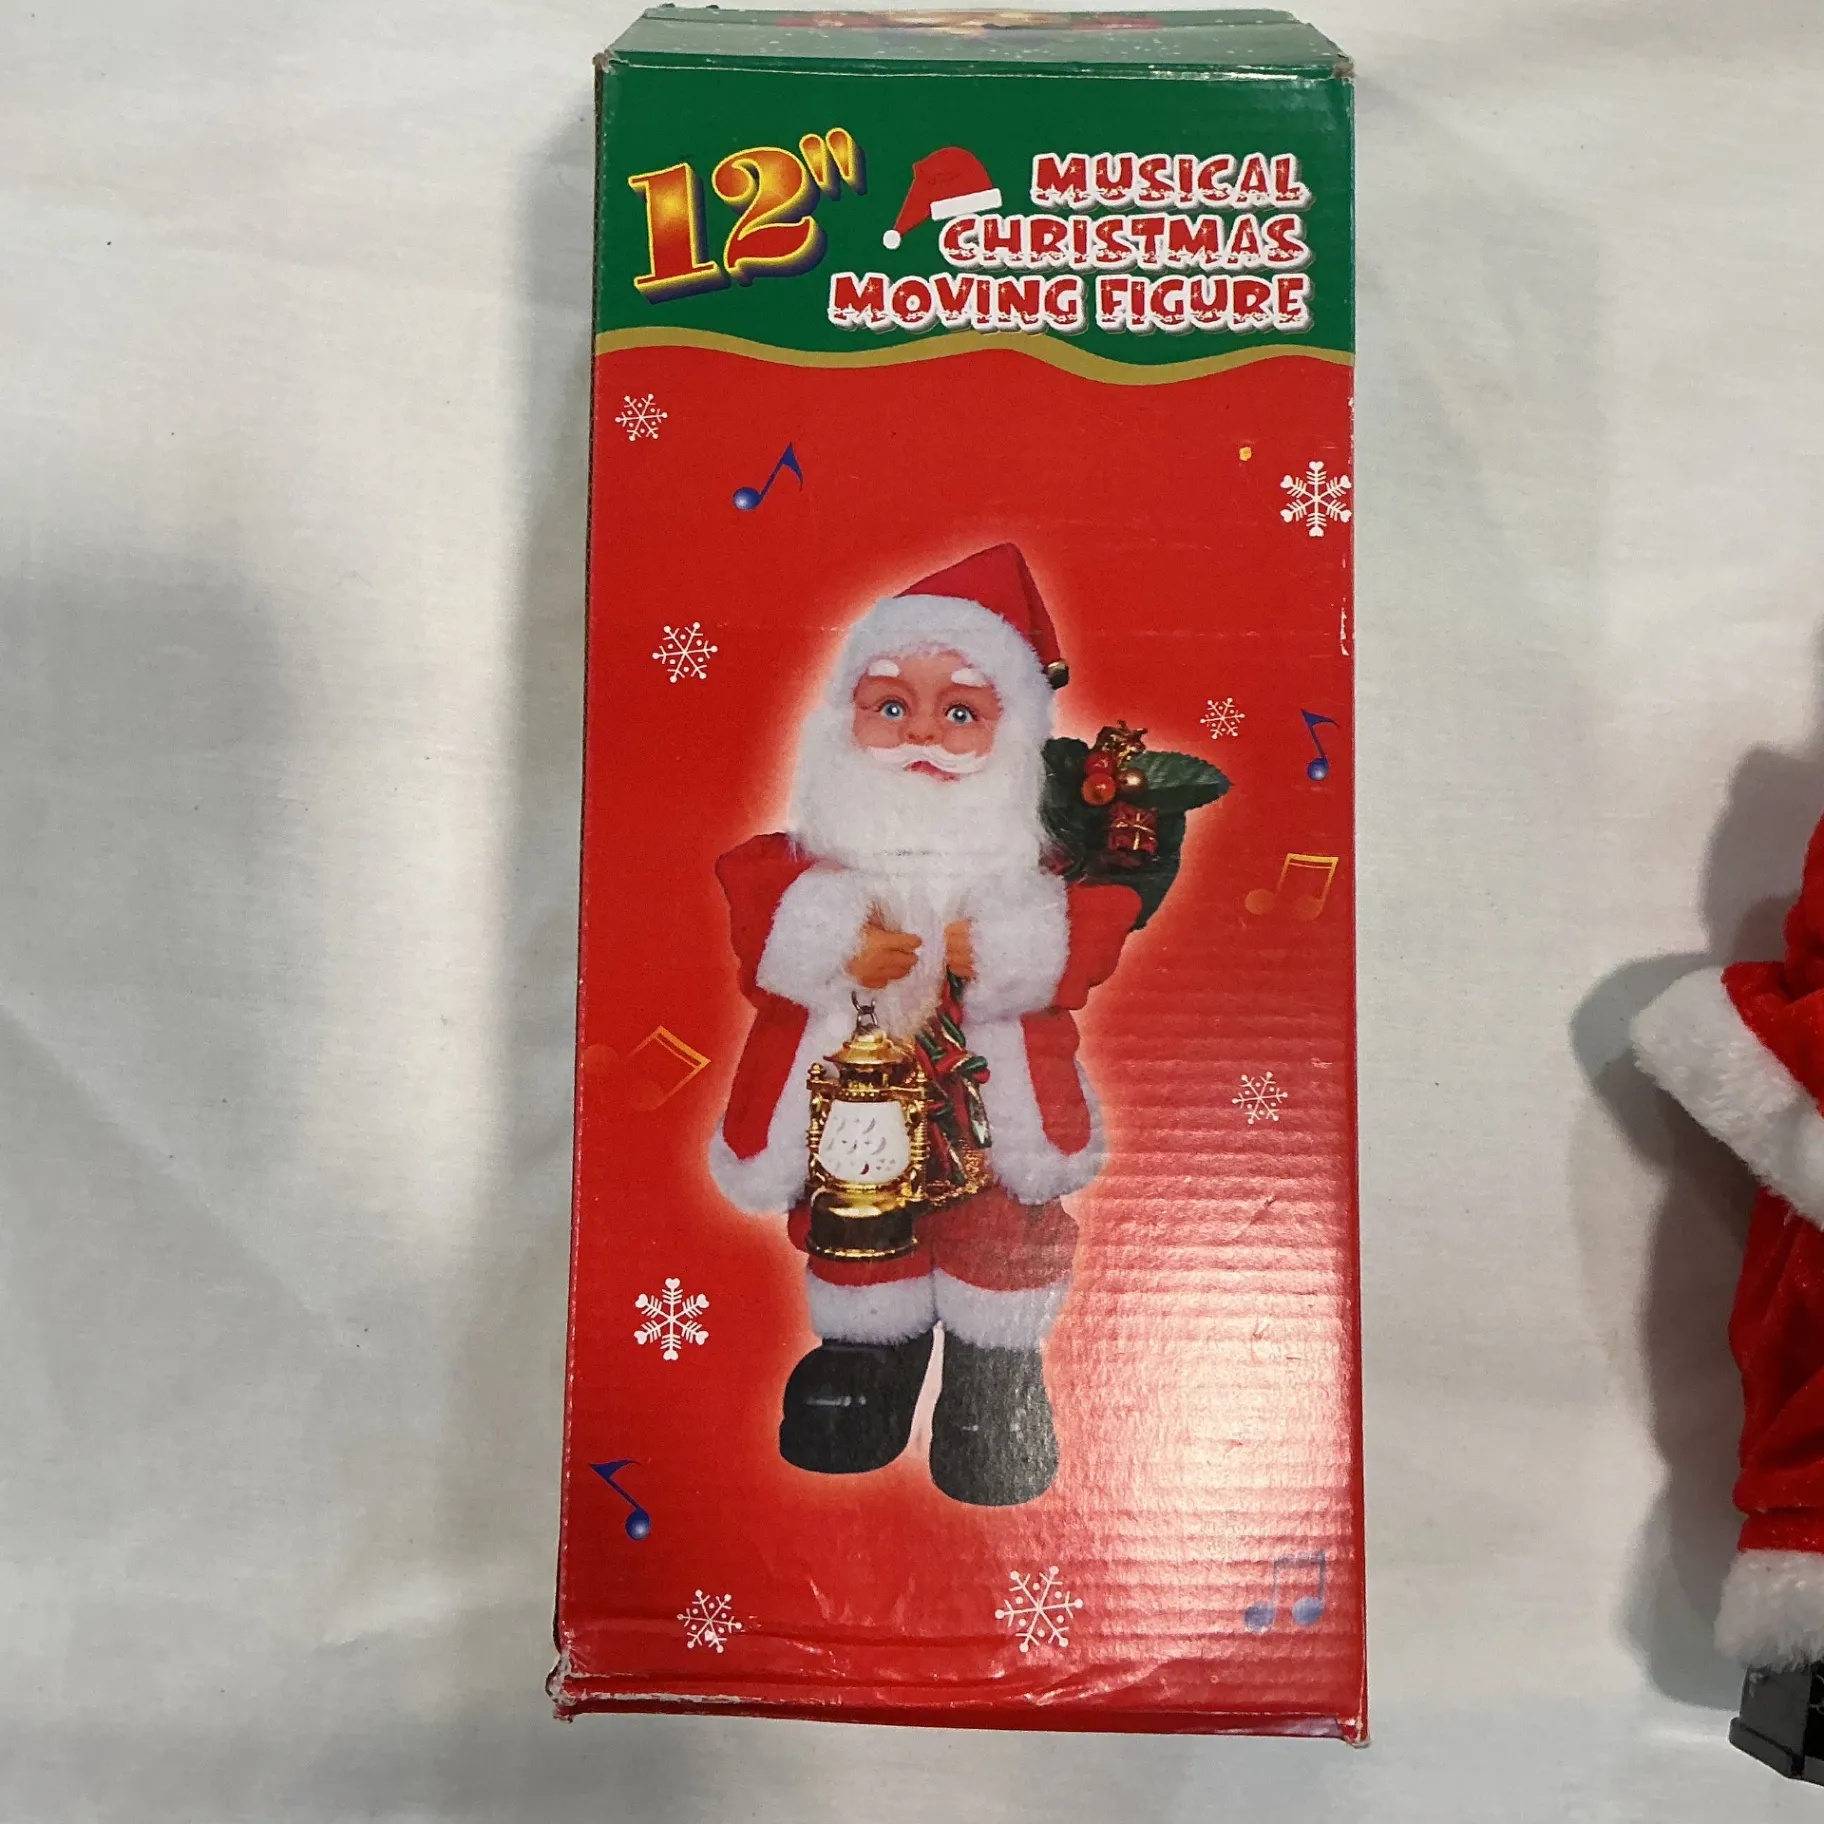 12"
MUSICAL
CHRISTMAS
MOVING FIGURE